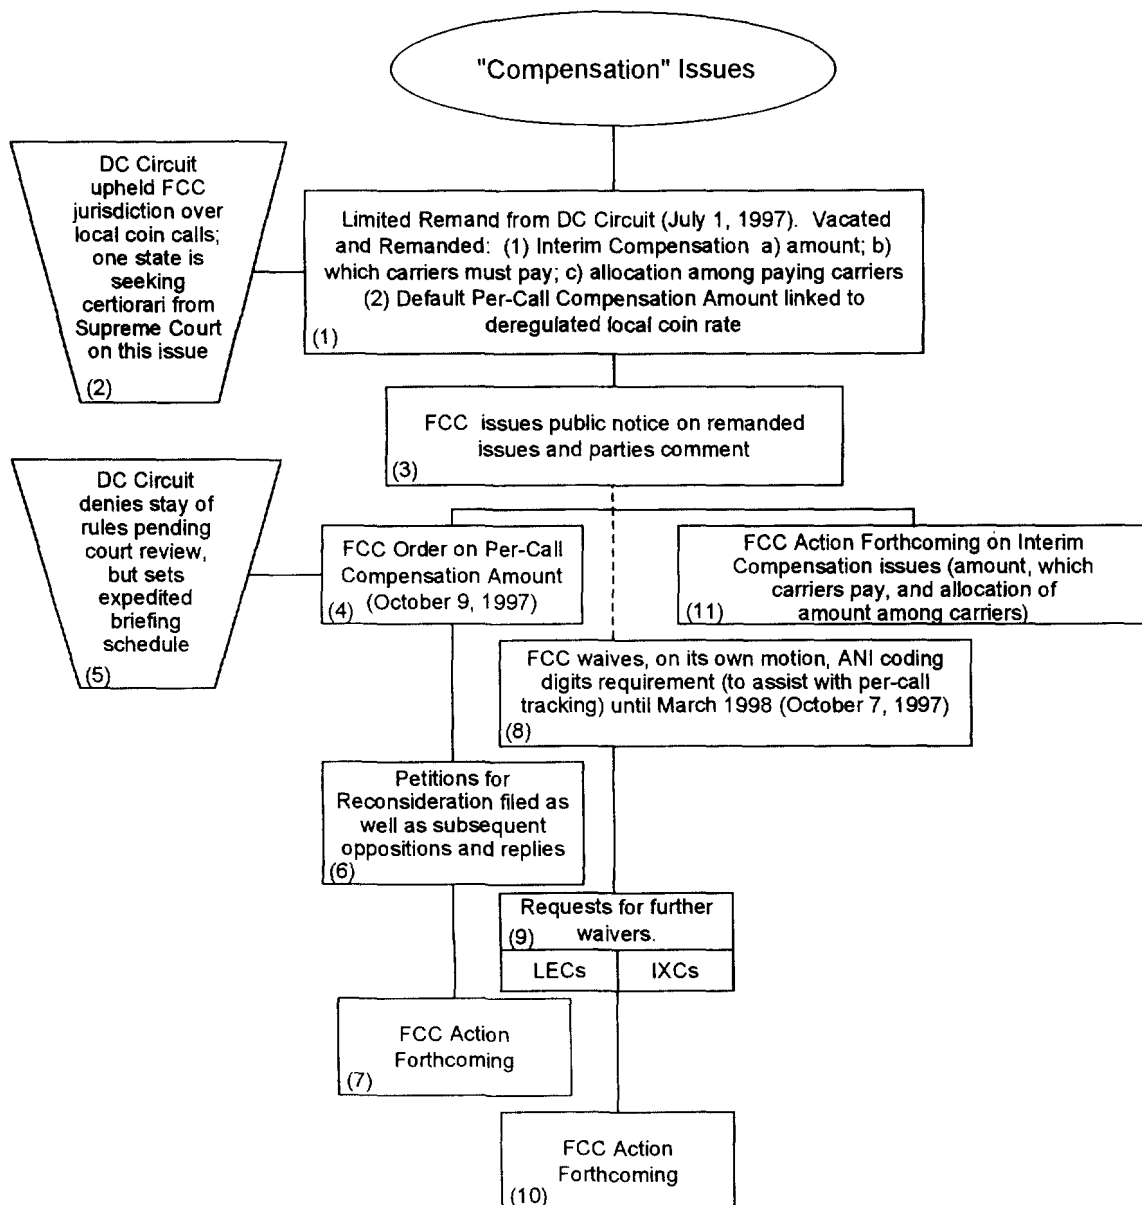 "Compensation" Issues
DC Circuit
upheld FCC
jurisdiction over
local coin calls;
one state is
seeking
certiorari from
Supreme Court
on this issue
(2)
Limited Remand from DC Circuit (July 1, 1997). Vacated
and Remanded: (1) Interim Compensation a) amount; b)
which carriers must pay; c) allocation among paying carriers
(2) Default Per-Call Compensation Amount linked to
deregulated local coin rate
(1)
FCC issues public notice on remanded
issues and parties comment
(3)
DC Circuit
denies stay of
rules pending
court review,
but sets
expedited
briefing
schedule
(5)
FCC Order on Per-Call
Compensation Amount
(October 9, 1997)
(4)
FCC Action Forthcoming on Interim
Compensation issues (amount, which
carriers pay, and allocation of
amount among carriers)
(11)
FCC waives, on its own motion, ANI coding
digits requirement (to assist with per-call
tracking) until March 1998 (October 7, 1997)
(8)
Petitions for
Reconsideration filed as
well as subsequent
oppositions and replies
(6)
Requests for further
waivers.
(9)
LECs
IXCs
FCC Action
Forthcoming
(7)
FCC Action
Forthcoming
(10)